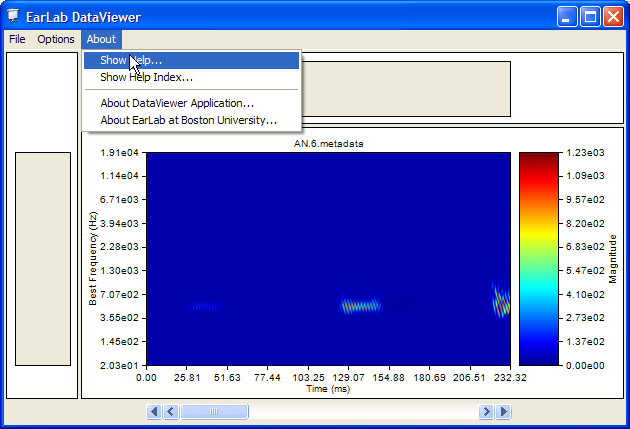 EarLab DataViewer
File Options About
Show Help...
Show Help Index...
About DataViewer Application...
About EarLab at Boston University...
AN.6.metadata
Best Frequency (Hz)
1.91e04
1.14e04
6.71e03
3.94e03
2.28e03
1.30e03
7.07e02
3.55e02
1.45e02
2.03e01
0.00 25.81 51.63 77.44 103.25 129.07 154.88 180.69 206.51 232.32
Time (ms)
1.23e03
1.10e03
9.57e02
8.20e02
6.83e02
5.47e02
4.10e02
2.73e02
1.37e02
0.00e00
Magnitude